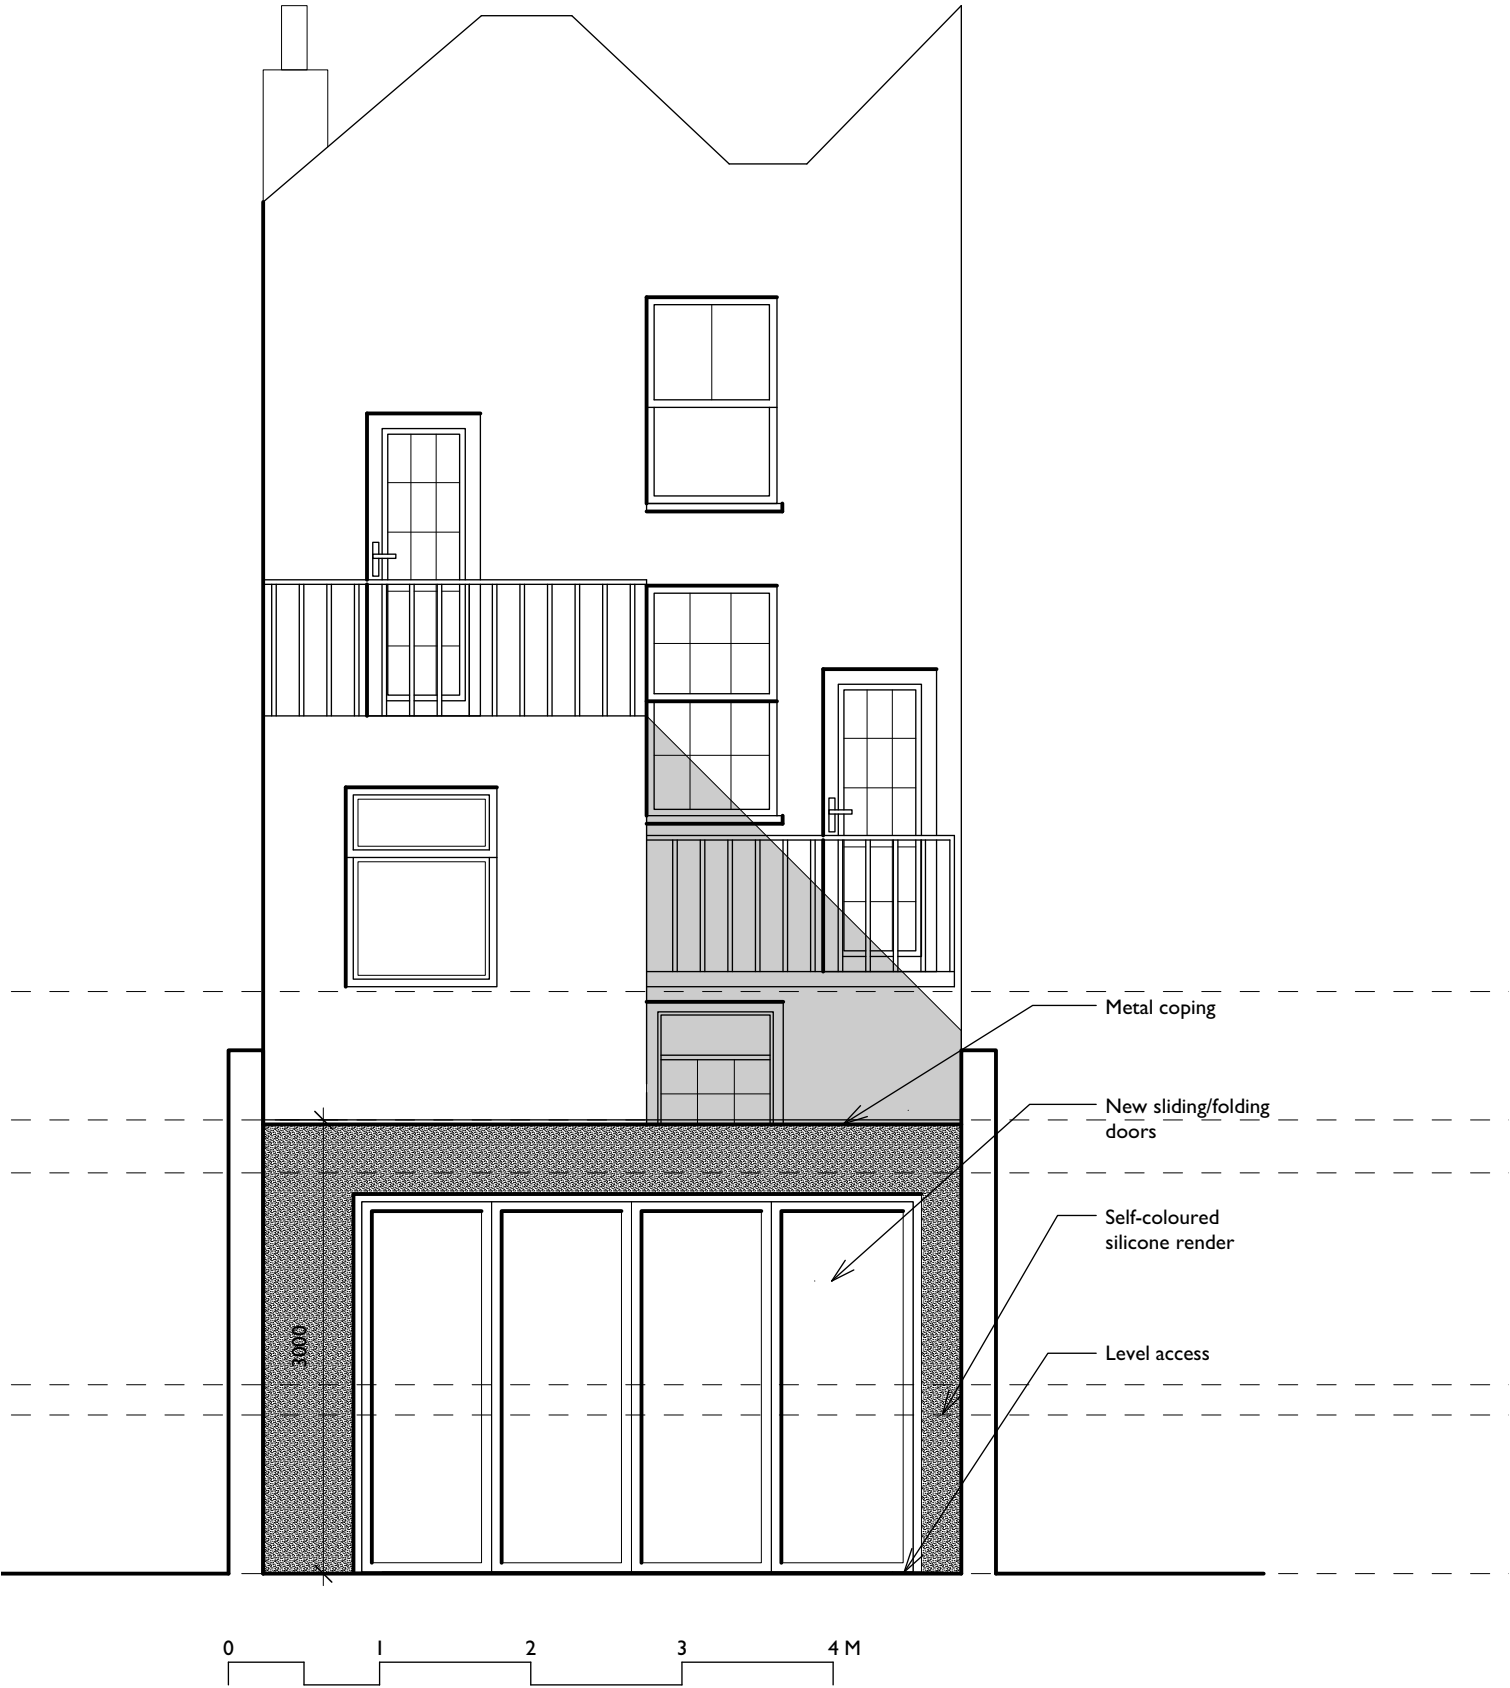 Metal coping
New sliding/folding
doors
Self-coloured
silicone render
Level access
3000
0 1 2 3 4 M